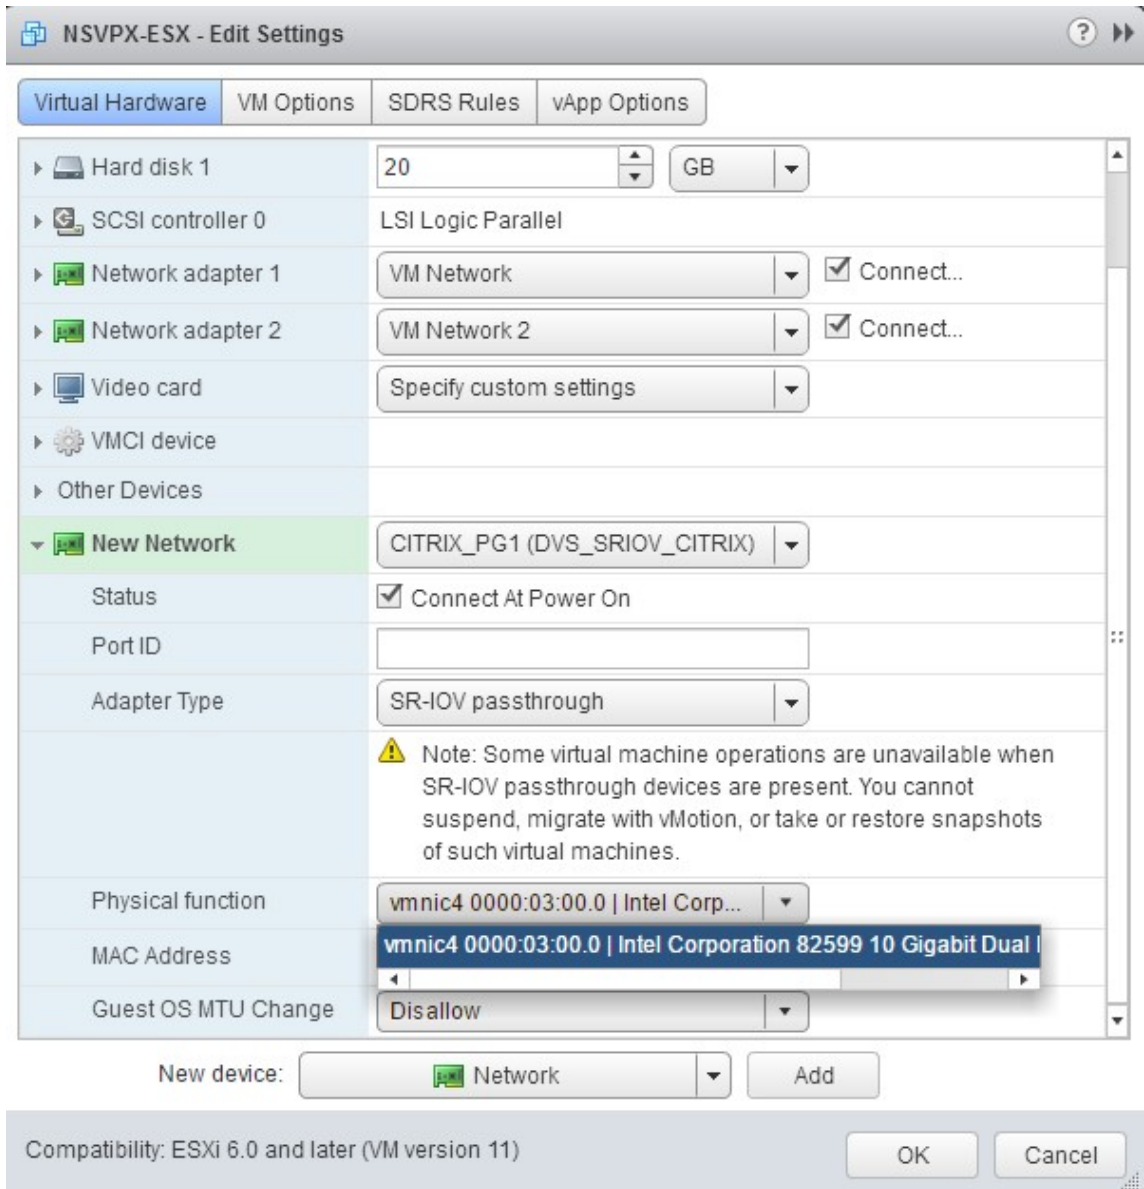 NSVPX-ESX - Edit Settings
Virtual Hardware VM Options SDRS Rules vApp Options
Hard disk 1 20 GB
SCSI controller 0 LSI Logic Parallel
Network adapter 1 VM Network Connect...
Network adapter 2 VM Network 2 Connect...
Video card Specify custom settings
VMCI device
Other Devices
New Network CITRIX_PG1 (DVS_SRIOV_CITRIX)
Status Connect At Power On
Port ID
Adapter Type SR-IOV passthrough
Note: Some virtual machine operations are unavailable when
SR-IOV passthrough devices are present. You cannot
suspend, migrate with vMotion, or take or restore snapshots
of such virtual machines.
Physical function vmnic4 0000:03:00.0 | Intel Corp...
MAC Address vmnic4 0000:03:00.0 | Intel Corporation 82599 10 Gigabit Dual
Guest OS MTU Change Disallow
New device: Network Add
Compatibility: ESXi 6.0 and later (VM version 11) OK Cancel